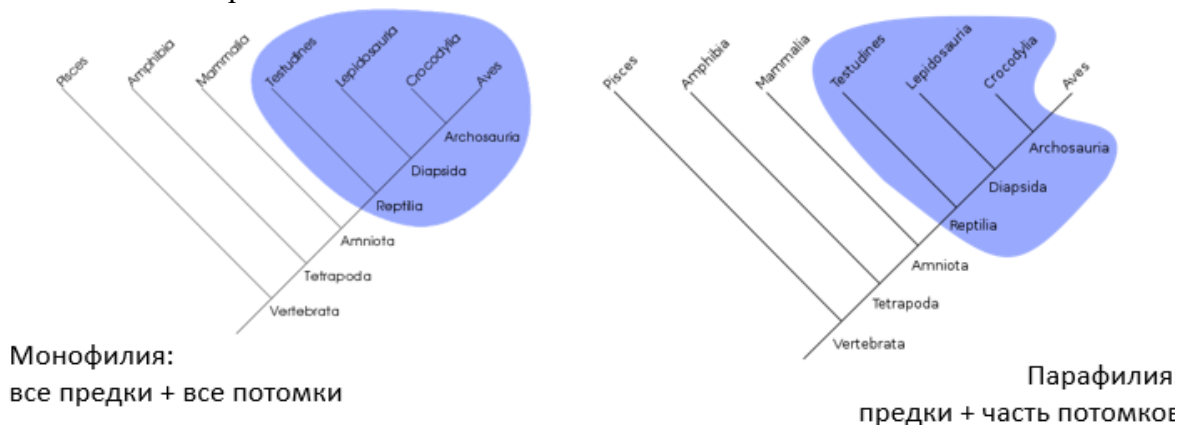 Pisces
Amphibia
Mammalia
Testudines
Lepidosauria
Crocodylia
Aves
Archosauria
Diapsida
Reptilia
Amniota
Tetrapoda
Vertebrata
Монофилия:
все предки + все потомки
Pisces
Amphibia
Mammalia
Testudines
Lepidosauria
Crocodylia
Aves
Archosauria
Diapsida
Reptilia
Amniota
Tetrapoda
Vertebrata
Парафилия
предки + часть потомков